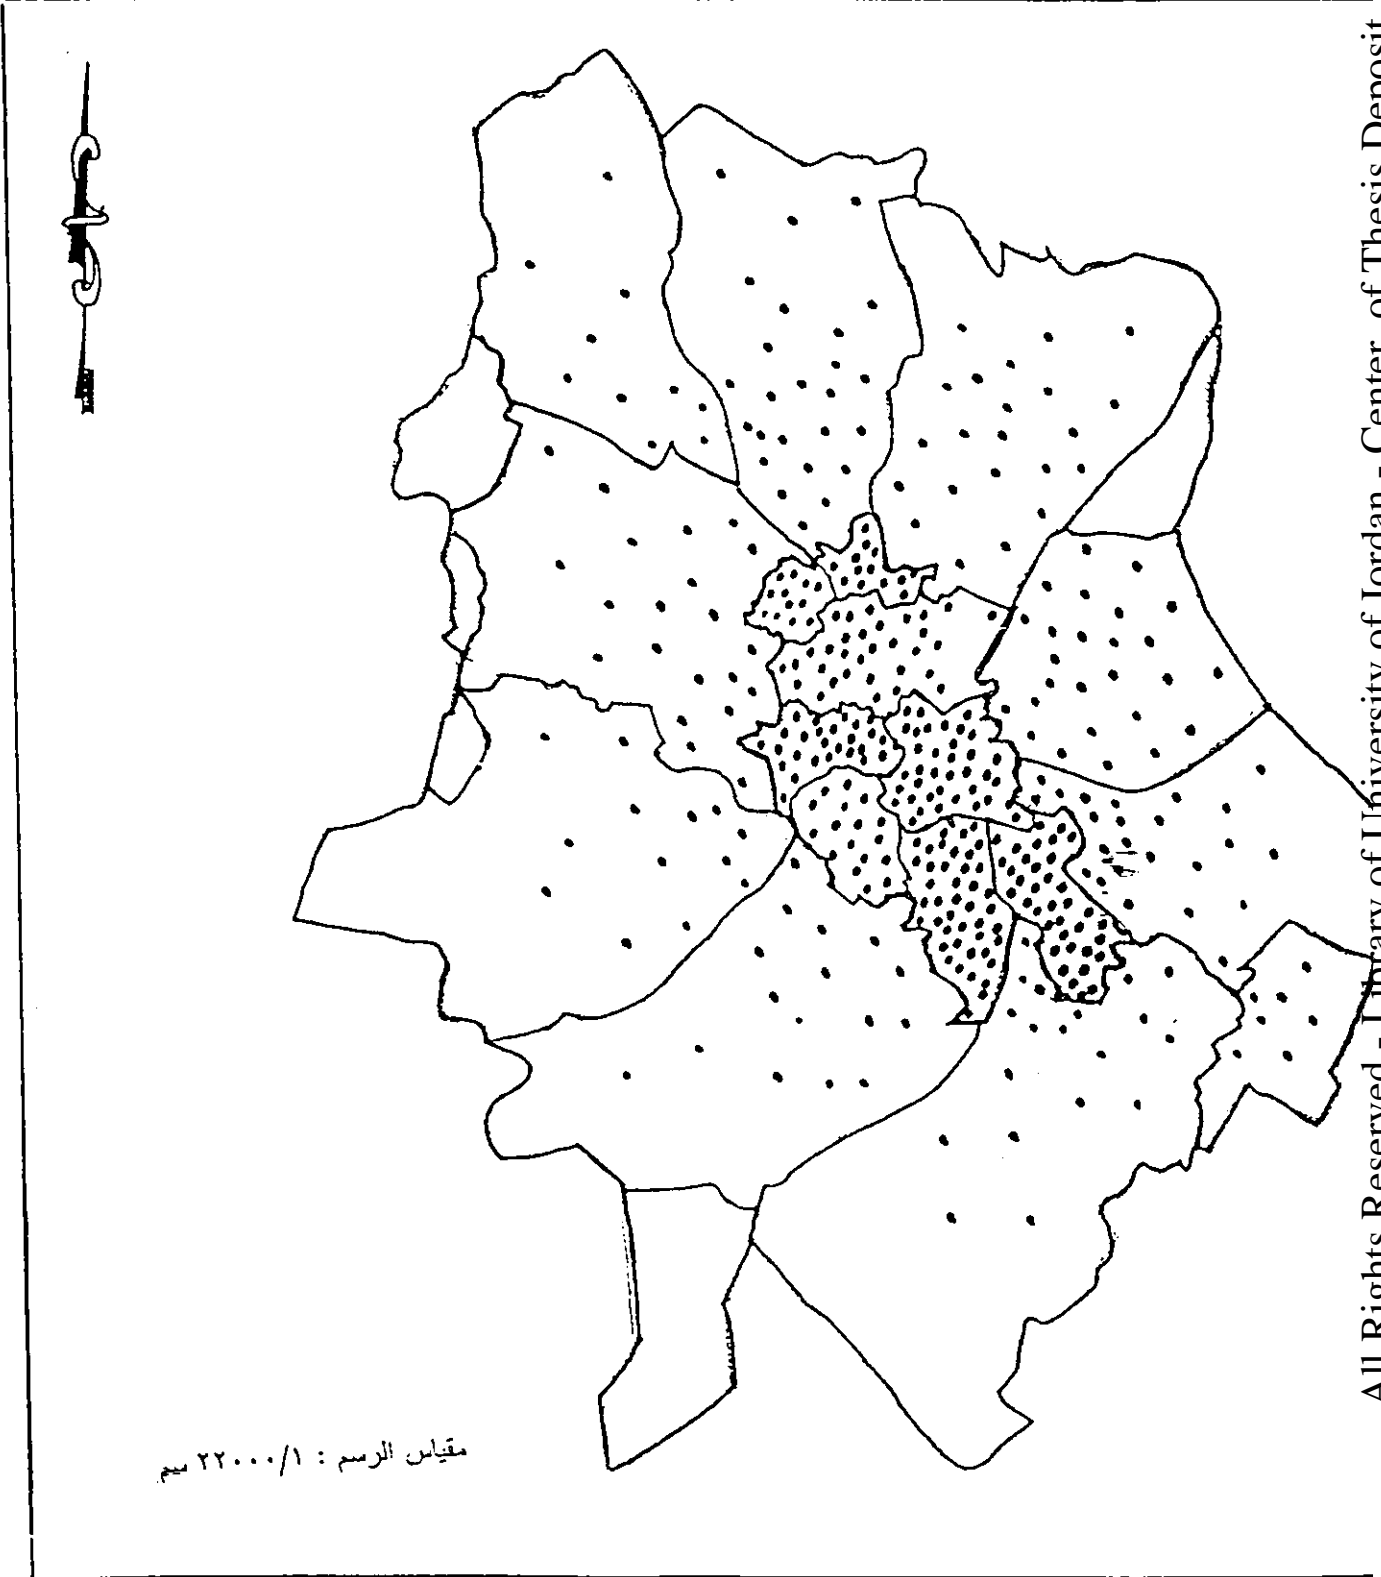 All Rights Reserved - Library of University of Jordan - Center of Thesis Deposit
مقياس الرسم : ١/٢٢٠٠٠ سم